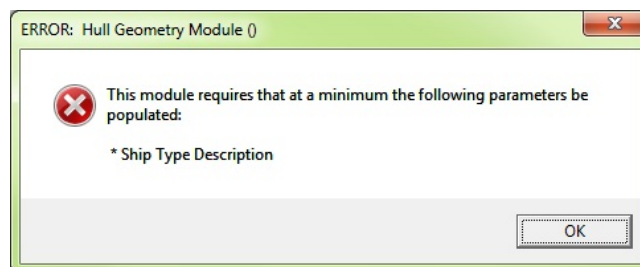 ERROR: Hull Geometry Module ()
This module requires that at a minimum the following parameters be
populated:
* Ship Type Description
OK